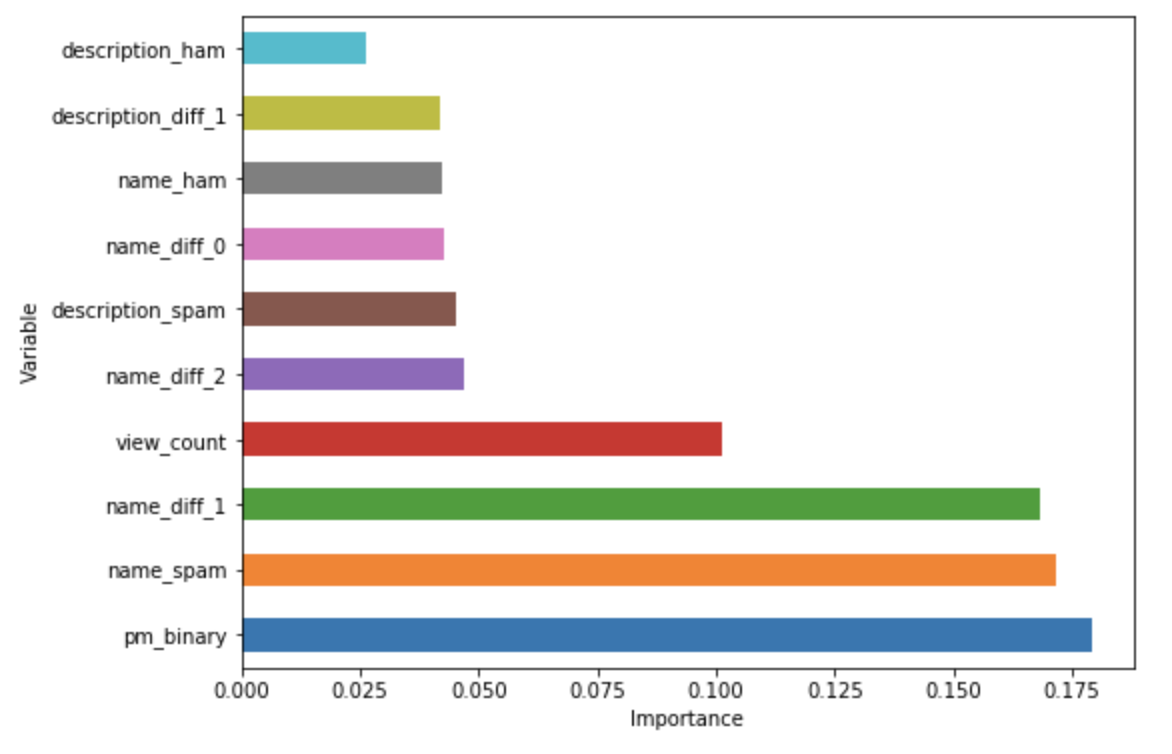 description_ham
description_diff_1
name_ham
name_diff_0
description_spam
name_diff_2
view_count
name_diff_1
name_spam
pm_binary
Variable
0.000 0.025 0.050 0.075 0.100 0.125 0.150 0.175
Importance